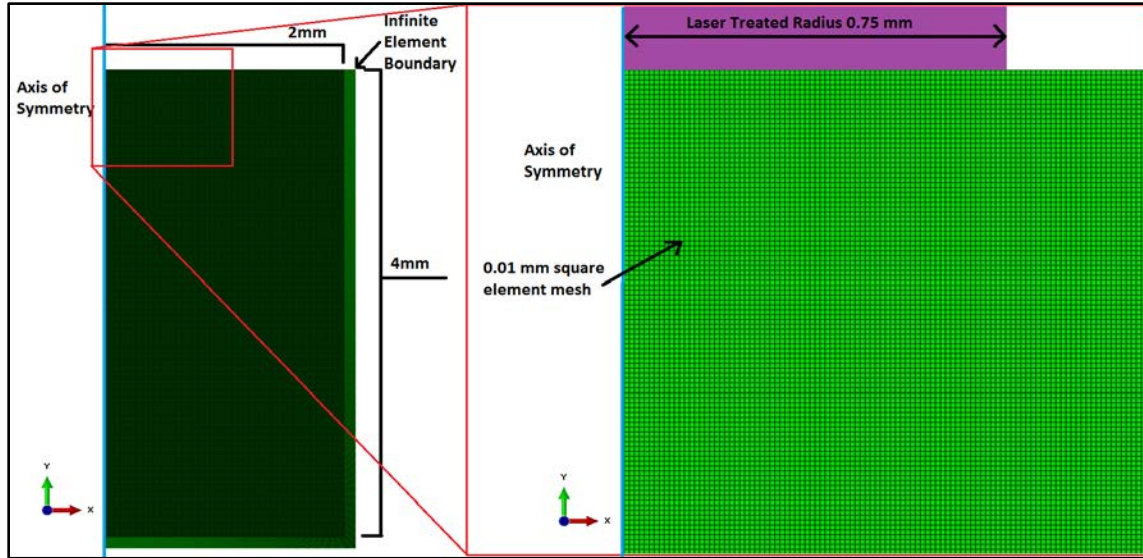 2mm
Infinite
Element
Boundary
Axis of
Symmetry
4mm
Y
X
Laser Treated Radius 0.75 mm
Axis of
Symmetry
0.01 mm square
element mesh
Y
X